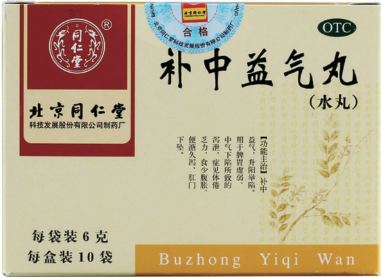 同仁堂
®
北京同仁堂
科技发展股份有限公司制药厂
合格
OTC
补中益气丸
(水丸)
【功能主治】补中
益气，升阳举陷。
用于脾胃虚弱、
中气下陷所致的
泄泻，症见体倦
乏力、食少腹胀、
便溏久泻、肛门
下坠。
每袋装6克
每盒装10袋
Buzhong Yiqi Wan